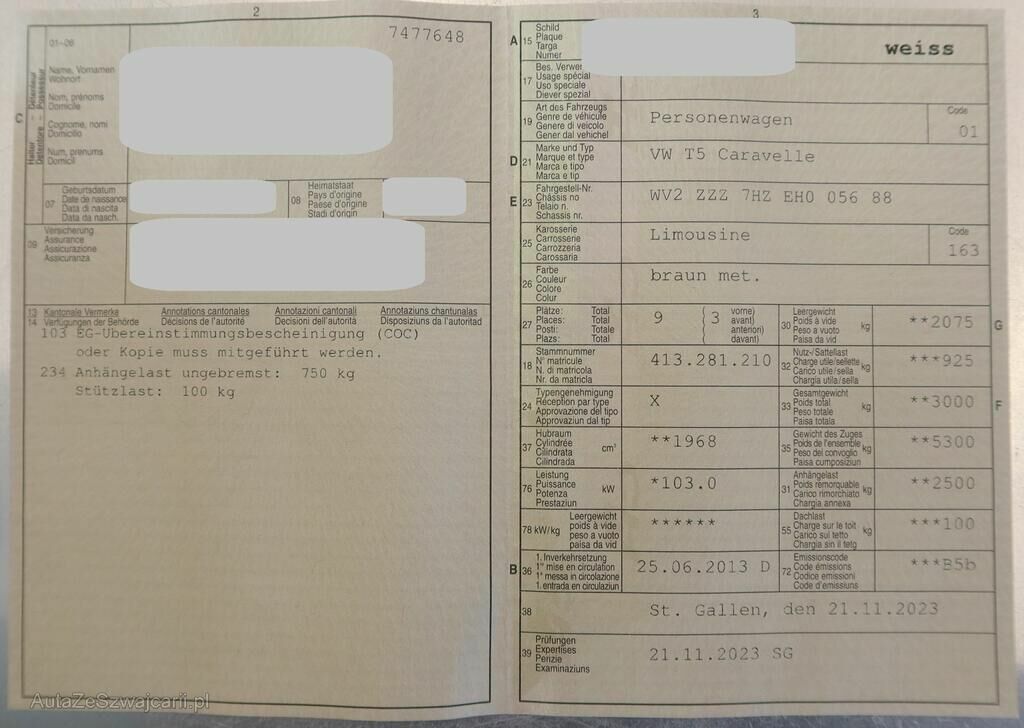 2
7477648
01-06
C
Halter - Détenteur
Detentore - Possessur
Name, Vornamen
Wohnort
Nom, prénoms
Domicile
Cognome, nomi
Domicilio
Num, prenums
Domicil
07
Geburtsdatum
Date de naissance
Data di nascita
Data da nasch.
08
Heimatstaat
Pays d'origine
Paese d'origine
Stadi d'origin
09
Versicherung
Assurance
Assicurazione
Assicuranza
13 Kantonale Vermerke Annotations cantonales Annotazioni cantonali Annotaziuns chantunalas
14 Verfügungen der Behörde Décisions de l'autorité Decisioni dell'autorità Disposiziuns da l'autoritad
103 EG-Übereinstimmungsbescheinigung (COC)
oder Kopie muss mitgeführt werden.
234 Anhängelast ungebremst: 750 kg
Stützlast: 100 kg
3
A 15
Schild
Plaque
Targa
Numer
weiss
17
Bes. Verwer
Usage spécial
Uso speciale
Diever spezial
19
Art des Fahrzeugs
Genre de véhicule
Genere di veicolo
Gener dal vehichel
Personenwagen
Code
01
D 21
Marke und Typ
Marque et type
Marca e tipo
Marca e tip
VW T5 Caravelle
E 23
Fahrgestell-Nr.
Châssis no
Telaio n.
Schassis nr.
WV2 ZZZ 7HZ EH0 056 88
25
Karosserie
Carrosserie
Carrozzeria
Carossaria
Limousine
Code
163
26
Farbe
Couleur
Colore
Colur
braun met.
27
Plätze: Total
Places: Total
Posti: Totale
Plazs: Total
9
3
vorne)
avant)
anteriori)
davant)
30
Leergewicht
Poids à vide
Peso a vuoto
Paisa vid
kg
**2075
G
18
Stammnummer
N° matricule
N. di matricola
Nr. da matricla
413.281.210
32
Nutz-/Sattellast
Charge utile/sellette
Carico utile/sella
Chargia utila/sella
kg
***925
24
Typengenehmigung
Réception par type
Approvazione del tipo
Approvaziun dal tip
X
33
Gesamtgewicht
Poids total
Peso totale
Paisa totala
kg
**3000
F
37
Hubraum
Cylindrée
Cilindrata
Cilindrada
cm³
**1968
35
Gewicht des Zuges
Poids de l'ensemble
Peso del convoglio
Paisa cumposiziun
kg
**5300
76
Leistung
Puissance
Potenza
Prestaziun
kW
*103.0
31
Anhängelast
Poids remorquable
Carico rimorchiato
Chargia annexa
kg
**2500
78 kW/kg
Leergewicht
poids à vide
peso a vuoto
paisa da vid
******
55
Dachlast
Charge sur le toit
Carico sul tetto
Chargia sin il tetg
kg
***100
B 36
1. Inverkehrsetzung
1re mise en circulation
1a messa in circolazione
1. entrada en circulaziun
25.06.2013 D
72
Emissionscode
Code émissions
Codice emissioni
Code d'emissiuns
***B5b
38
St. Gallen, den 21.11.2023
39
Prüfungen
Expertises
Perizie
Examinaziuns
21.11.2023 SG
AutaZeSzwajcarii.pl